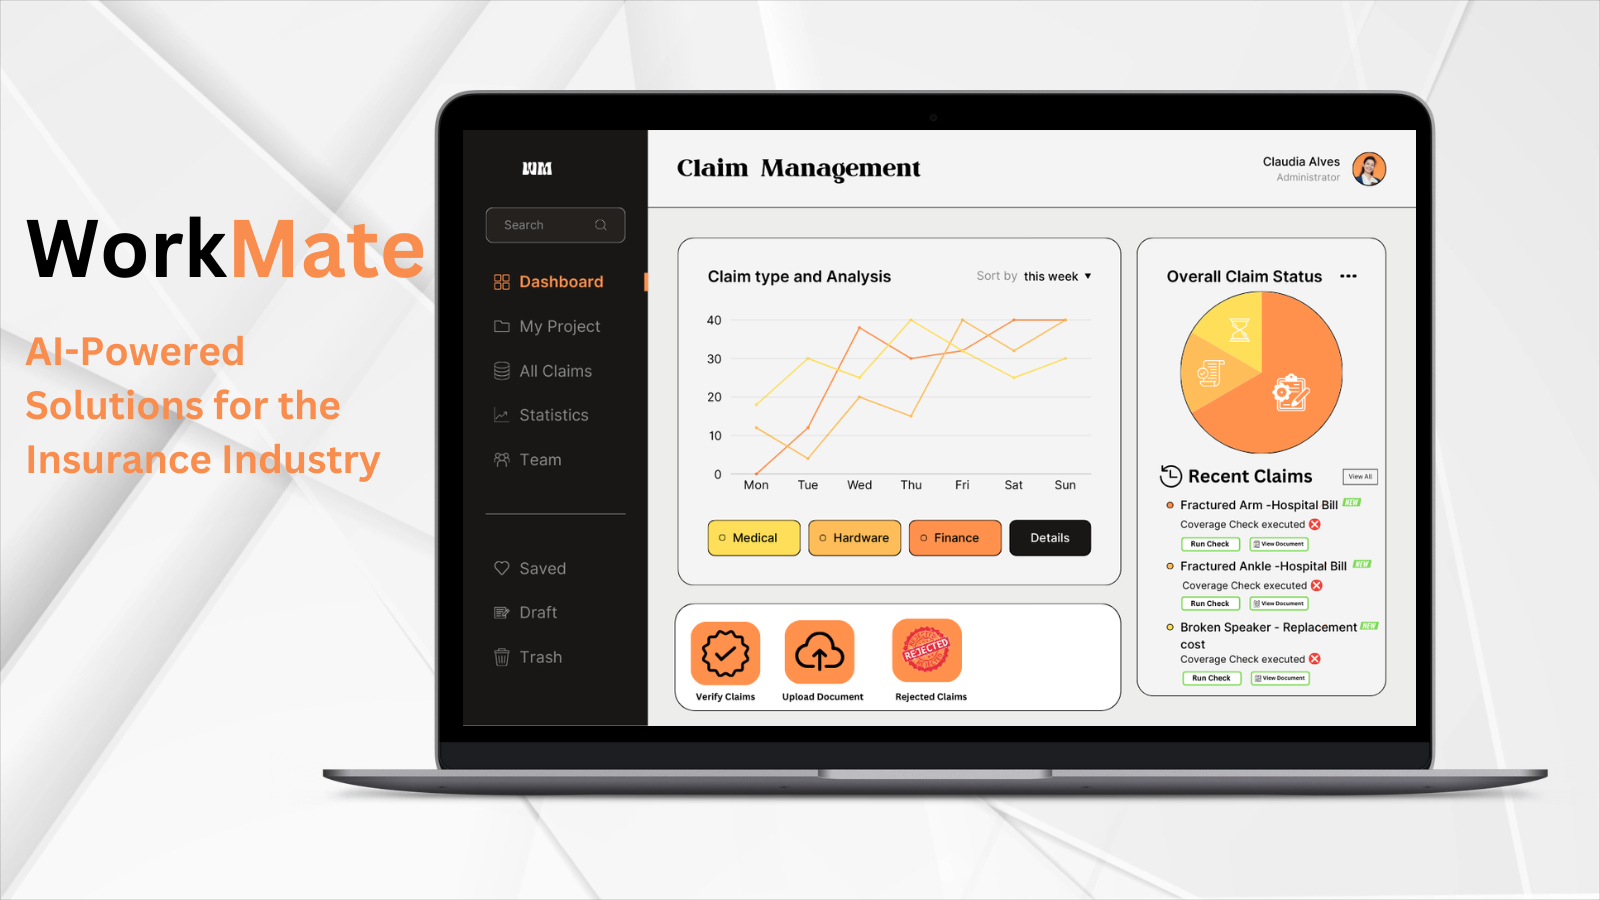 WorkMate
AI-Powered
Solutions for the
Insurance Industry
WM
Search
Dashboard
My Project
All Claims
Statistics
Team
Saved
Draft
Trash
Claim Management
Claudia Alves
Administrator
Claim type and Analysis
Sort by this week
40
30
20
10
0
Mon Tue Wed Thu Fri Sat Sun
Medical Hardware Finance Details
Verify Claims
Upload Document
REJECTED
Rejected Claims
Overall Claim Status
Recent Claims
View All
Fractured Arm -Hospital Bill NEW
Coverage Check executed
Run Check View Document
Fractured Ankle -Hospital Bill NEW
Coverage Check executed
Run Check View Document
Broken Speaker - Replacement NEW
cost
Coverage Check executed
Run Check View Document